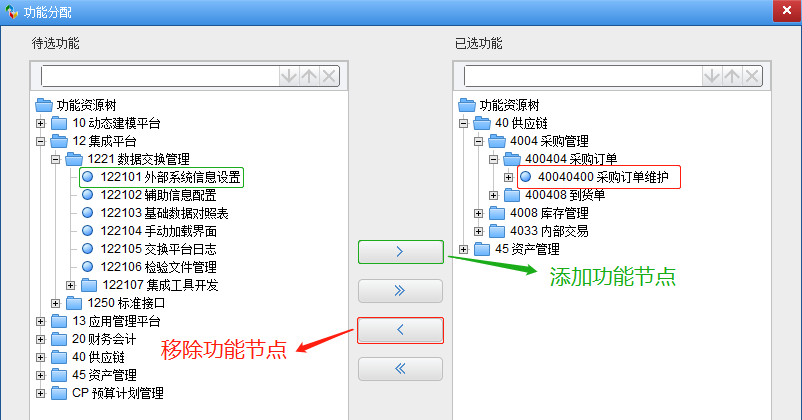 功能分配
待选功能
功能资源树
10 动态建模平台
12 集成平台
1221 数据交换管理
122101 外部系统信息设置
122102 辅助信息配置
122103 基础数据对照表
122104 手动加载界面
122105 交换平台日志
122106 检验文件管理
122107 集成工具开发
1250 标准接口
13 应用管理平台
20 财务会计
40 供应链
45 资产管理
CP 预算计划管理
>
>>
<
<<
移除功能节点
已选功能
功能资源树
40 供应链
4004 采购管理
400404 采购订单
40040400 采购订单维护
400408 到货单
4008 库存管理
4033 内部交易
45 资产管理
添加功能节点